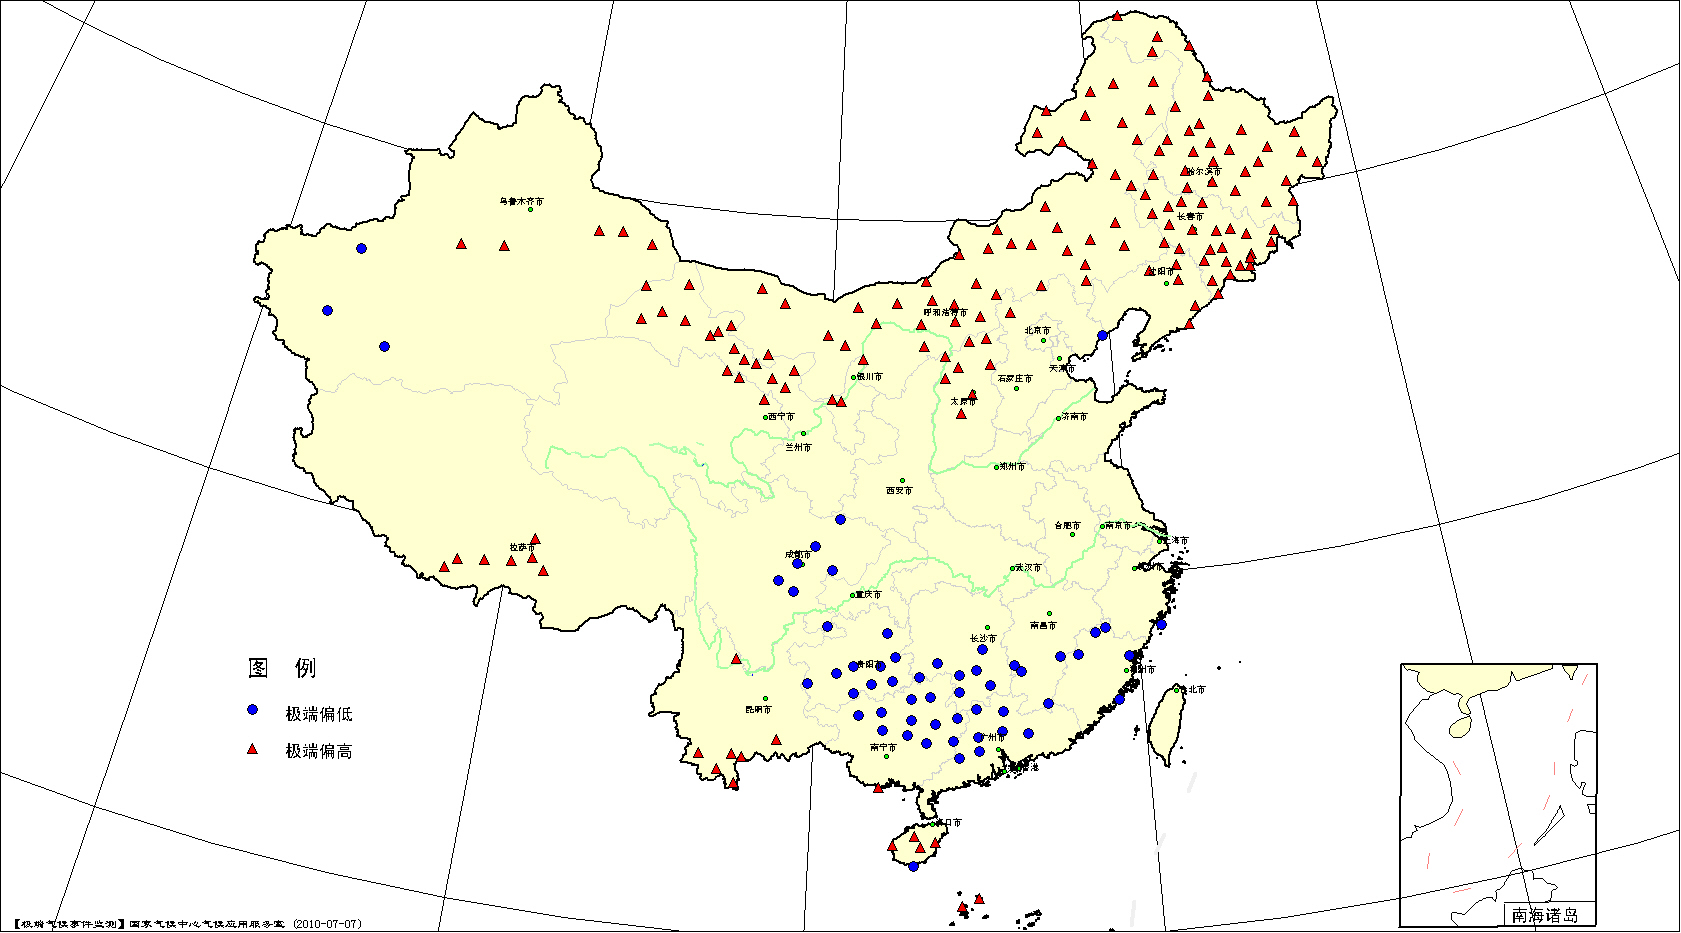 乌鲁木齐市
哈尔滨市
长春市
沈阳市
呼和浩特市
北京市
天津市
石家庄市
银川市
太原市
西宁市
济南市
兰州市
郑州市
西安市
合肥市
南京市
上海市
拉萨市
成都市
武汉市
杭州市
重庆市
南昌市
长沙市
贵阳市
福州市
台北市
昆明市
广州市
南宁市
香港
海口市
图 例
极端偏低
极端偏高
南海诸岛
【极端气候事件监测】国家气候中心气候应用服务室 (2010-07-07)